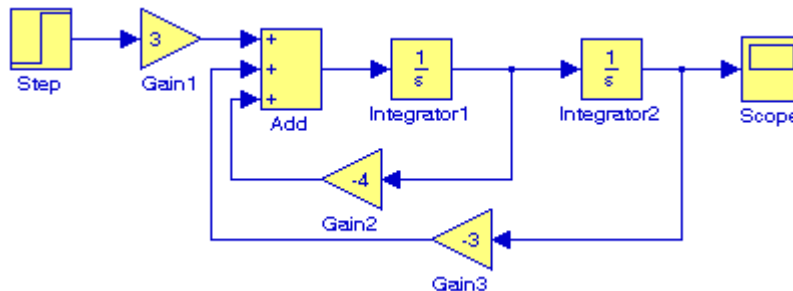 3
+
+
+
1
s
1
s
Step
Gain1
Add
Integrator1
Integrator2
Scope
-4
Gain2
-3
Gain3